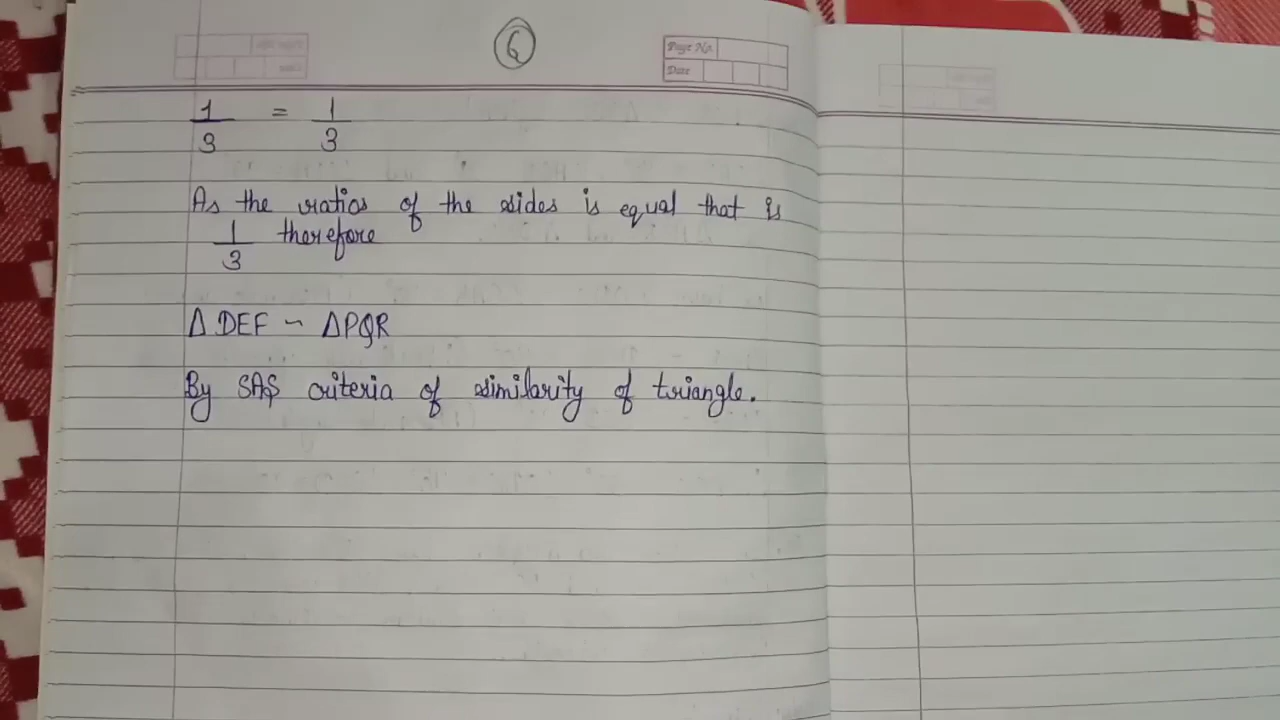 6
Page No.
Date
1/3 = 1/3
As the ratios of the sides is equal that is
1/3 therefore
Δ DEF ~ ΔPQR
By SAS criteria of similarity of triangle.